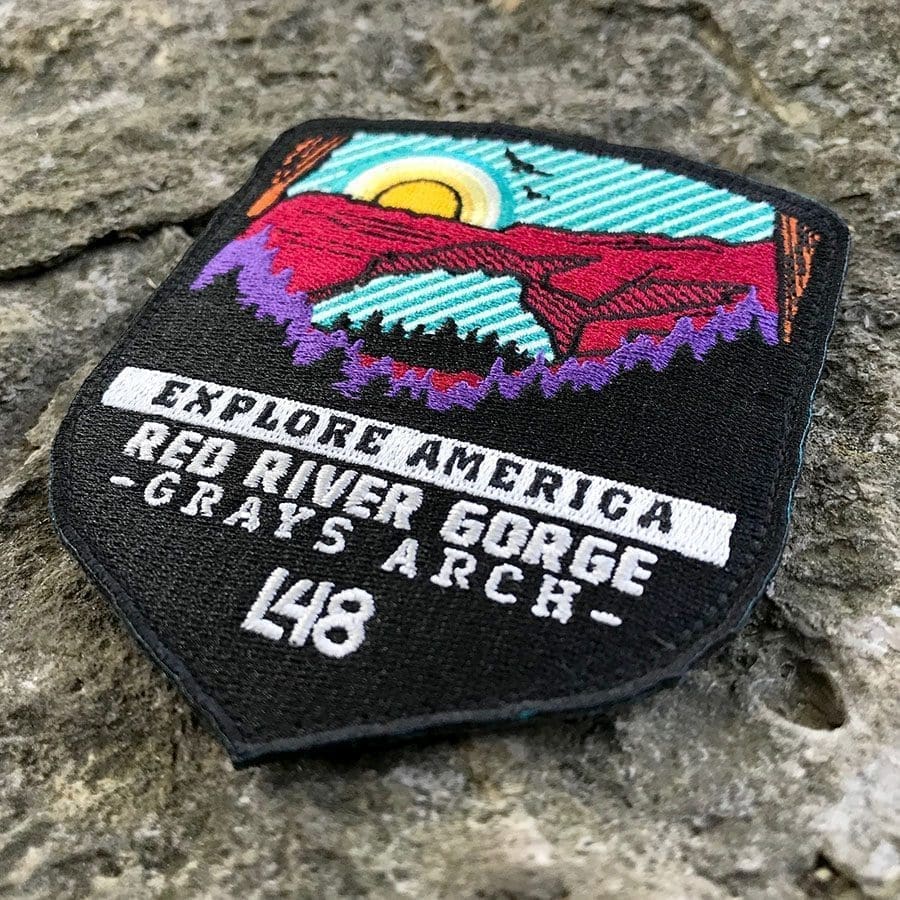 EXPLORE AMERICA
RED RIVER GORGE
-GRAYS ARCH-
L48